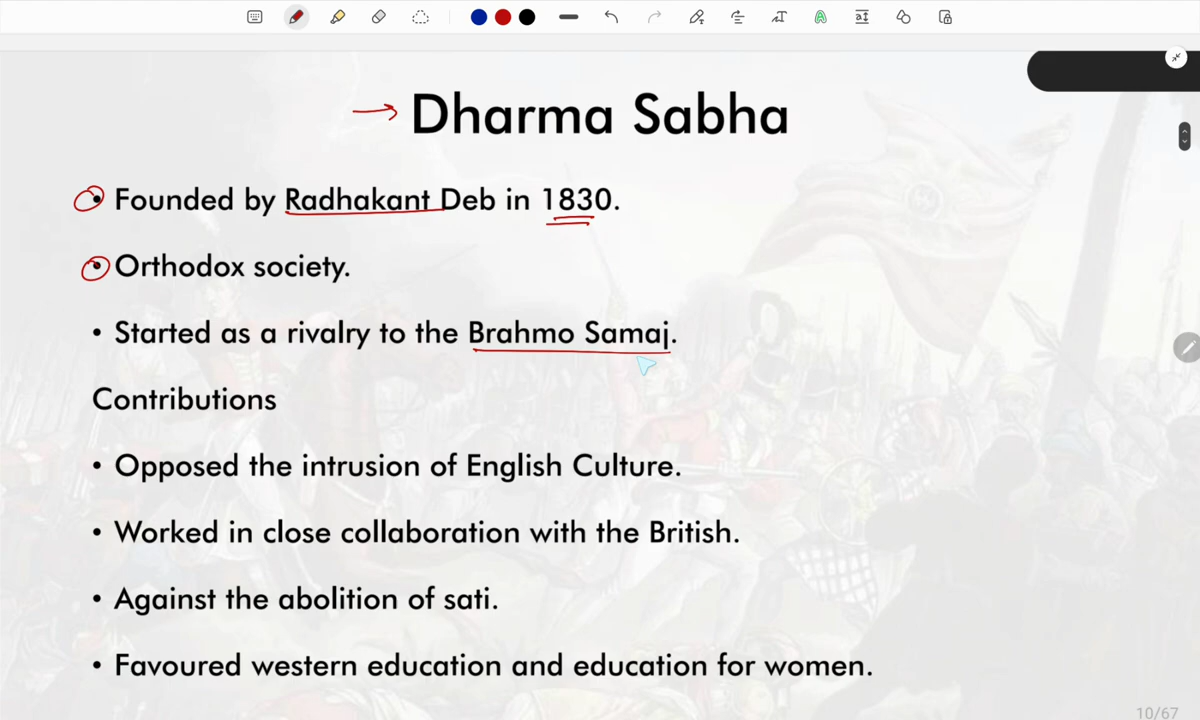 Dharma Sabha
• Founded by Radhakant Deb in 1830.
• Orthodox society.
• Started as a rivalry to the Brahmo Samaj.
Contributions
• Opposed the intrusion of English Culture.
• Worked in close collaboration with the British.
• Against the abolition of sati.
• Favoured western education and education for women.
10/67